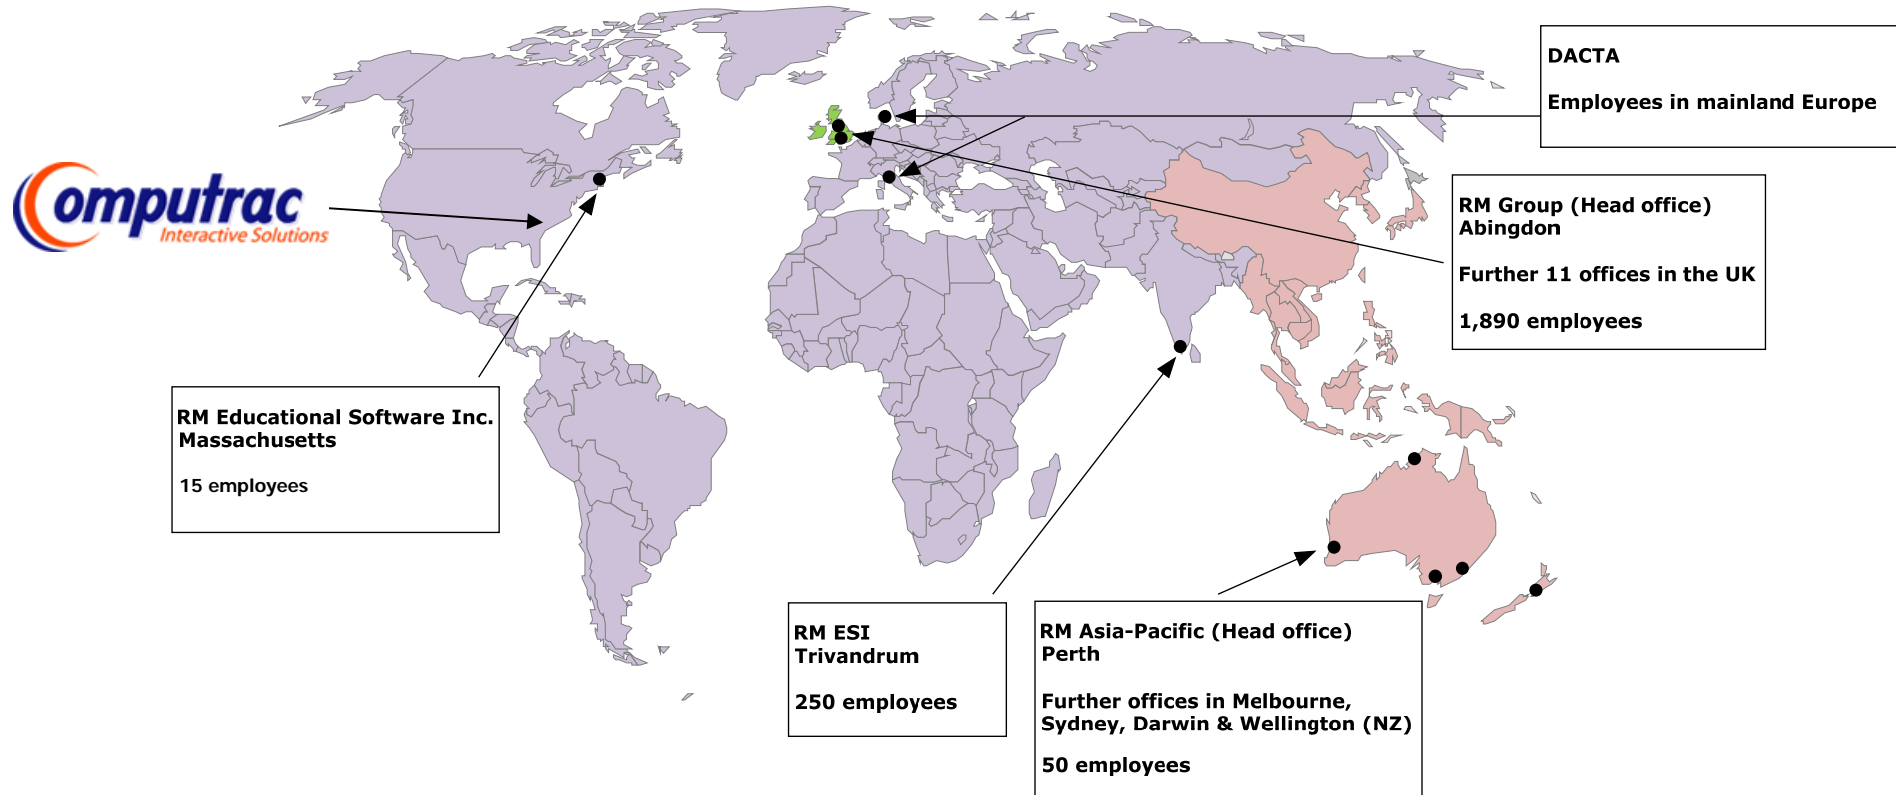 DACTA
Employees in mainland Europe
Computrac
Interactive Solutions
RM Group (Head office)
Abingdon
Further 11 offices in the UK
1,890 employees
RM Educational Software Inc.
Massachusetts
15 employees
RM ESI
Trivandrum
250 employees
RM Asia-Pacific (Head office)
Perth
Further offices in Melbourne,
Sydney, Darwin & Wellington (NZ)
50 employees